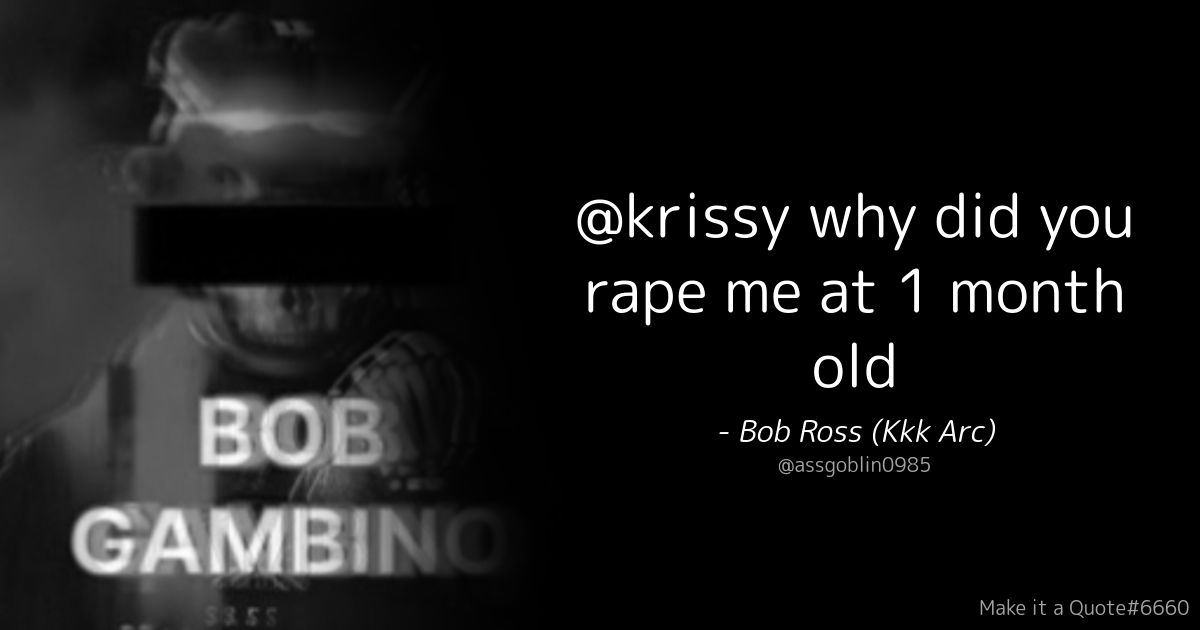 BOB
GAMBINO
@krissy why did you
rape me at 1 month
old
- Bob Ross (Kkk Arc)
@assgoblin0985
Make it a Quote#6660